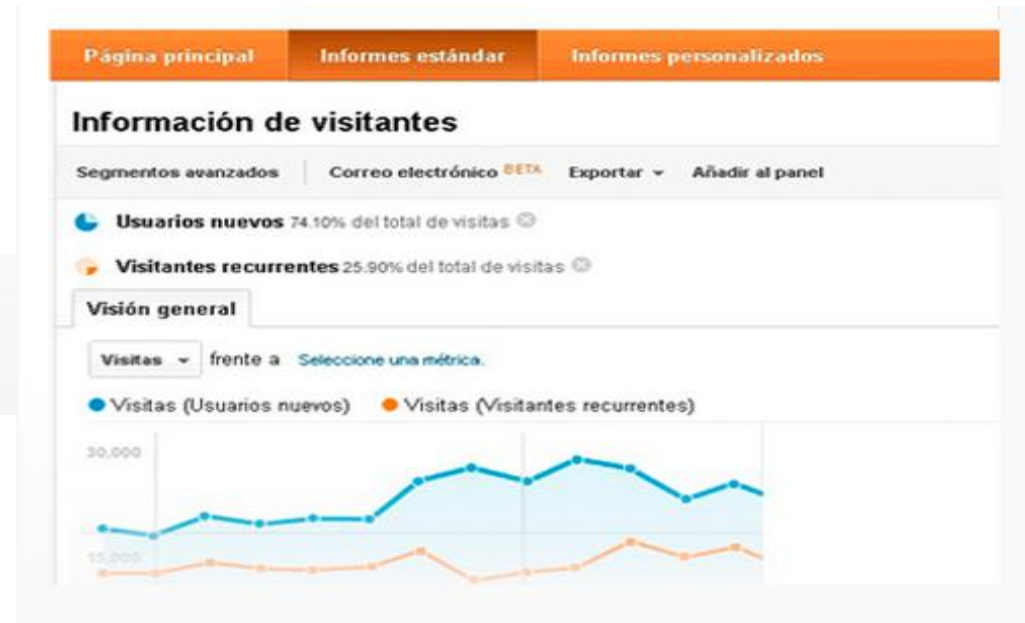 Página principal Informes estándar Informes personalizados
Información de visitantes
Segmentos avanzados Correo electrónico BETA Exportar Añadir al panel
Usuarios nuevos 74.10% del total de visitas
Visitantes recurrentes 25.90% del total de visitas
Visión general
Visitas frente a Seleccione una métrica.
Visitas (Usuarios nuevos) Visitas (Visitantes recurrentes)
30,000
15,000